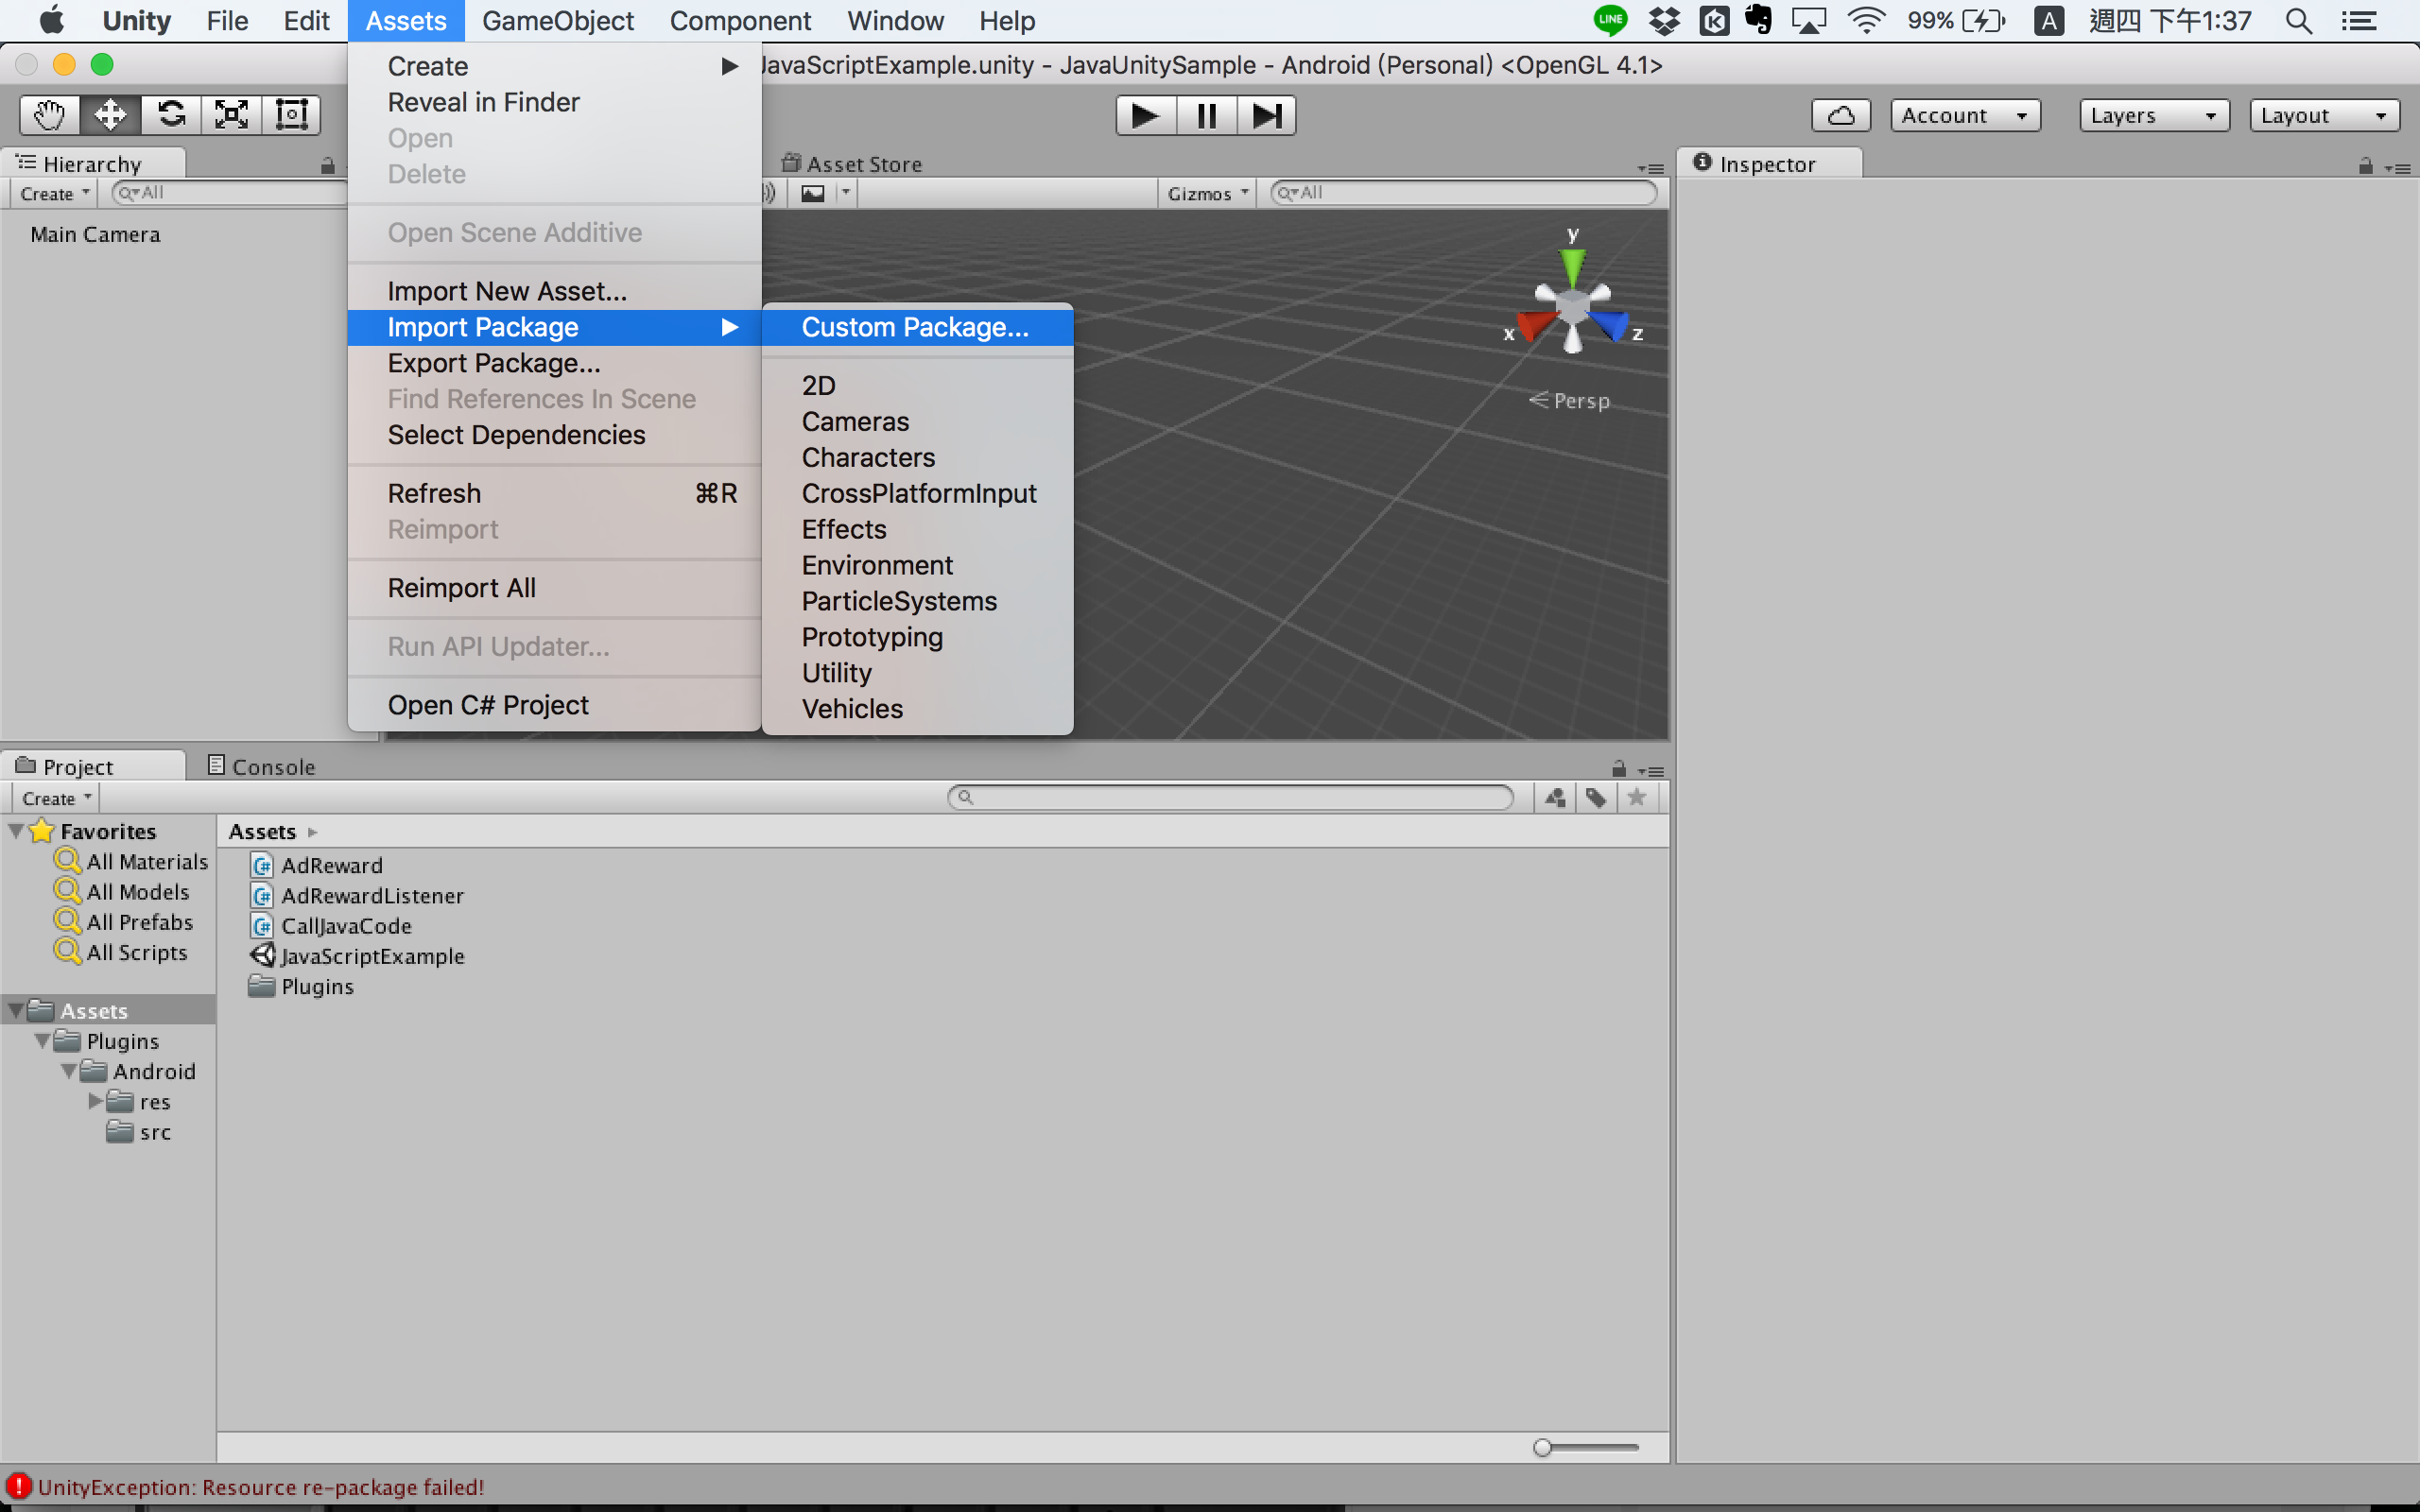 Unity File Edit Assets GameObject Component Window Help LINE 99% A 週四 下午1:37
JavaScriptExample.unity - JavaUnitySample - Android (Personal) <OpenGL 4.1>
Create
Reveal in Finder
Open
Delete
Open Scene Additive
Import New Asset...
Import Package
Export Package...
Find References In Scene
Select Dependencies
Refresh ⌘R
Reimport
Reimport All
Run API Updater...
Open C# Project
Custom Package...
2D
Cameras
Characters
CrossPlatformInput
Effects
Environment
ParticleSystems
Prototyping
Utility
Vehicles
Account Layers Layout
Hierarchy
Create All
Main Camera
Asset Store
Gizmos All
y
x z
Persp
Inspector
Project Console
Create
Favorites
All Materials
All Models
All Prefabs
All Scripts
Assets
Plugins
Android
res
src
Assets
C# AdReward
C# AdRewardListener
C# CallJavaCode
JavaScriptExample
Plugins
UnityException: Resource re-package failed!